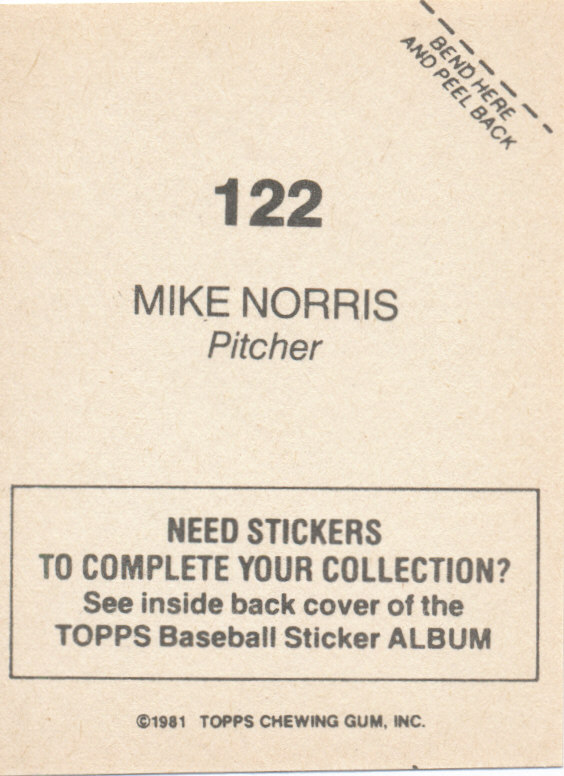 BEND HERE
AND PEEL BACK
122
MIKE NORRIS
Pitcher
NEED STICKERS
TO COMPLETE YOUR COLLECTION?
See inside back cover of the
TOPPS Baseball Sticker ALBUM
©1981 TOPPS CHEWING GUM, INC.